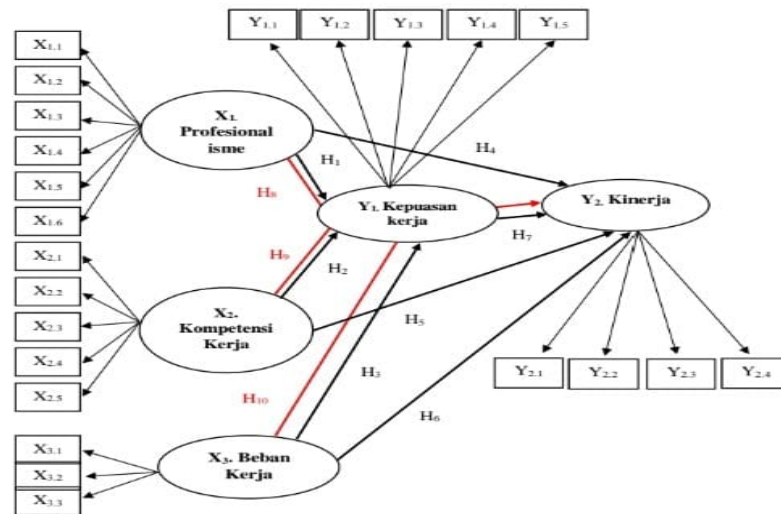 Y1.1 Y1.2 Y1.3 Y1.4 Y1.5
X1.1
X1.2
X1.3
X1.4
X1.5
X1.6
X1.
Profesional
isme
H1
H4
H8
Y1. Kepuasan
kerja
Y2. Kinerja
H7
H9
H2
X2.1
X2.2
X2.3
X2.4
X2.5
X2.
Kompetensi
Kerja
H5
H3
H10
H6
Y2.1 Y2.2 Y2.3 Y2.4
X3.1
X3.2
X3.3
X3. Beban
Kerja